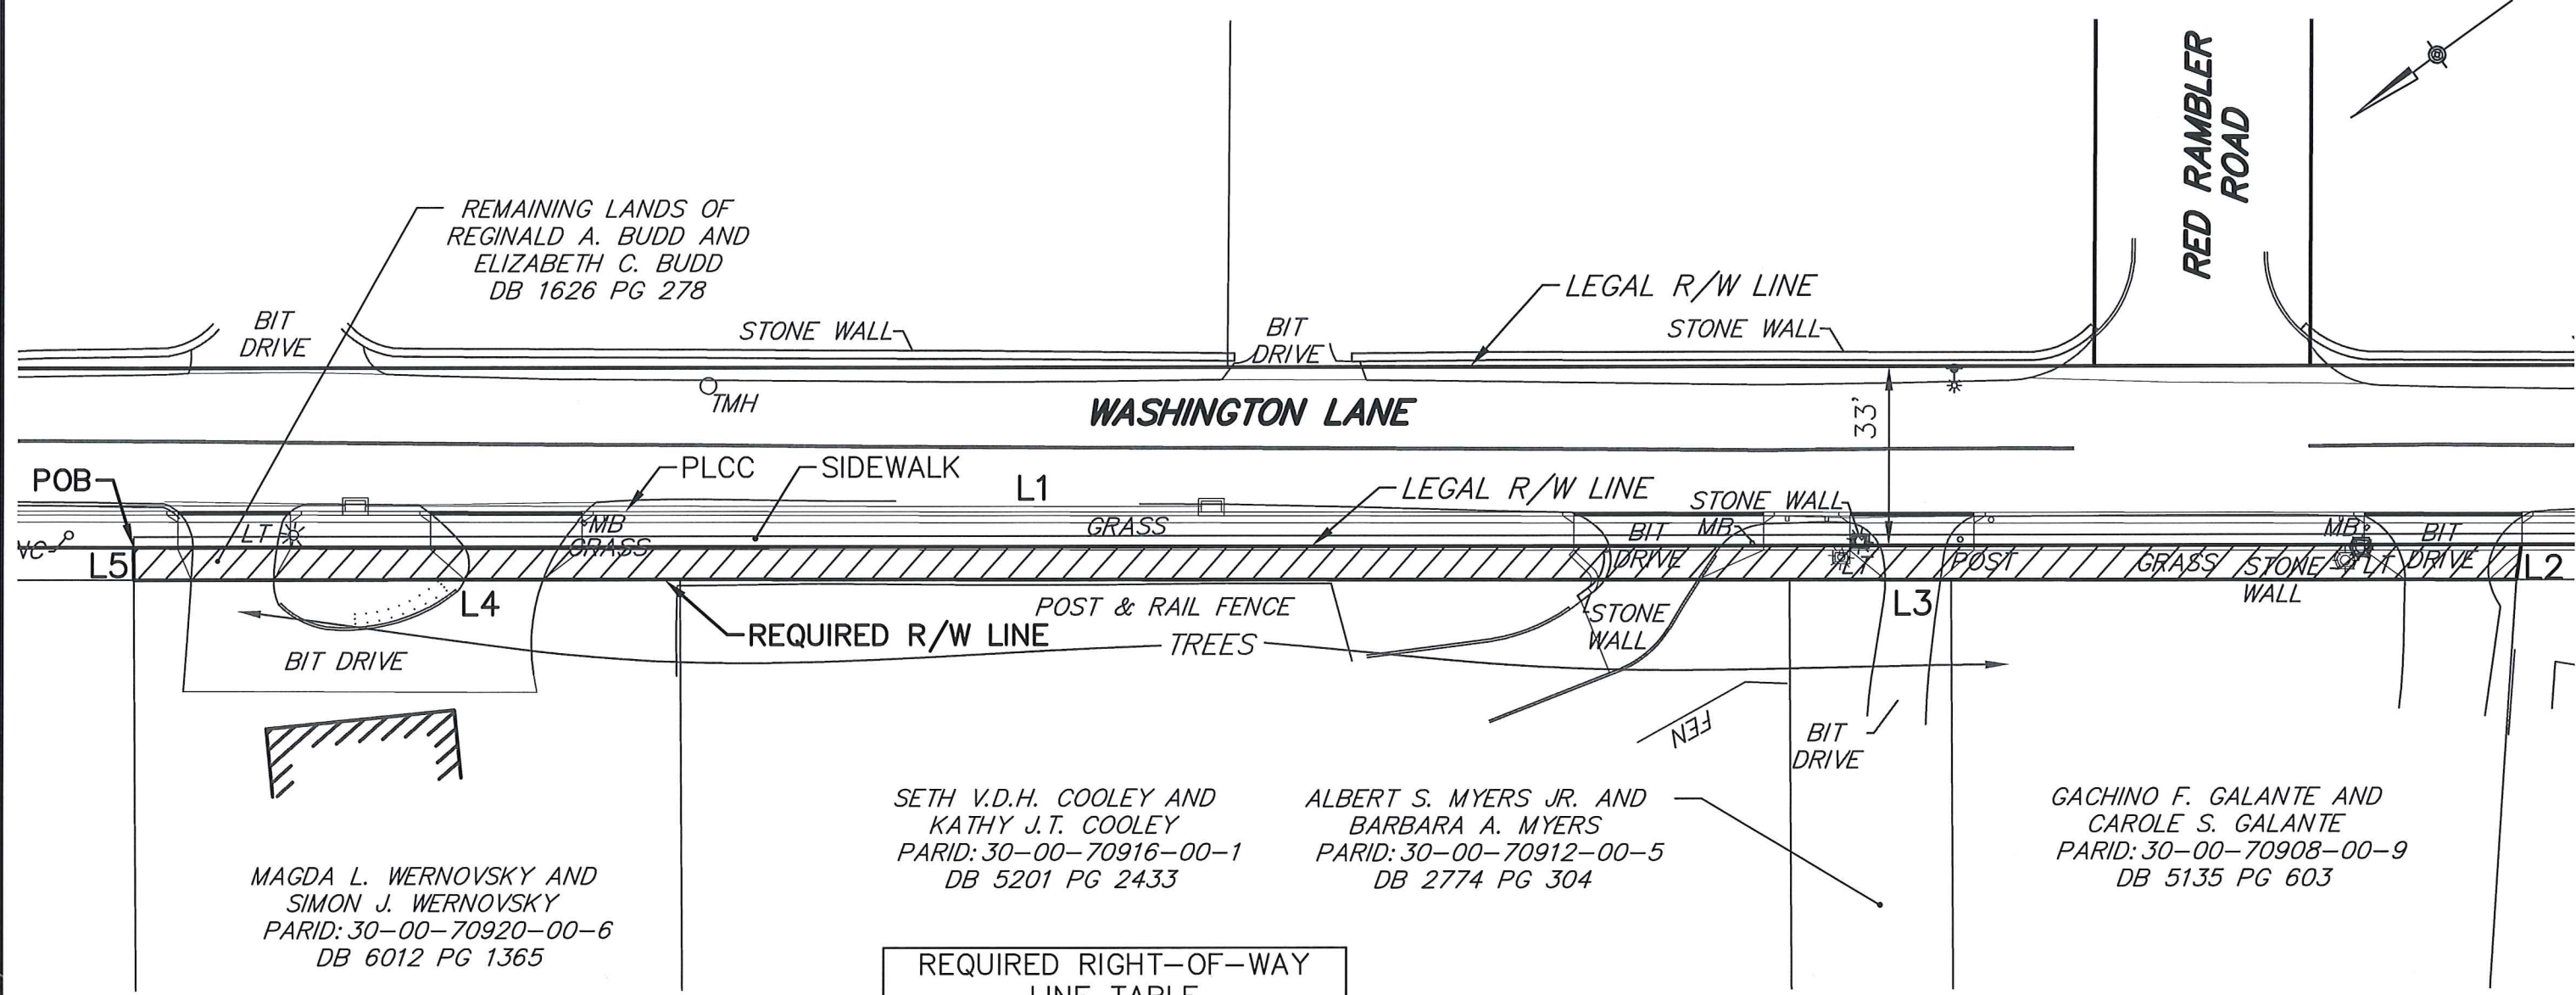 RED RAMBLER
ROAD
REMAINING LANDS OF
REGINALD A. BUDD AND
ELIZABETH C. BUDD
DB 1626 PG 278
LEGAL R/W LINE
BIT
DRIVE
STONE WALL
BIT
DRIVE
STONE WALL
TMH
WASHINGTON LANE
33'
POB
PLCC
SIDEWALK
L1
LEGAL R/W LINE
STONE WALL
VC
LT
MB
GRASS
GRASS
BIT
DRIVE
MB
LT
POST
GRASS
STONE
WALL
MB
LT
BIT
DRIVE
L5
L2
L4
POST & RAIL FENCE
STONE
WALL
L3
REQUIRED R/W LINE
TREES
BIT DRIVE
FEN
BIT
DRIVE
SETH V.D.H. COOLEY AND
KATHY J.T. COOLEY
PARID: 30-00-70916-00-1
DB 5201 PG 2433
ALBERT S. MYERS JR. AND
BARBARA A. MYERS
PARID: 30-00-70912-00-5
DB 2774 PG 304
GACHINO F. GALANTE AND
CAROLE S. GALANTE
PARID: 30-00-70908-00-9
DB 5135 PG 603
MAGDA L. WERNOVSKY AND
SIMON J. WERNOVSKY
PARID: 30-00-70920-00-6
DB 6012 PG 1365
REQUIRED RIGHT-OF-WAY
LINE TABLE